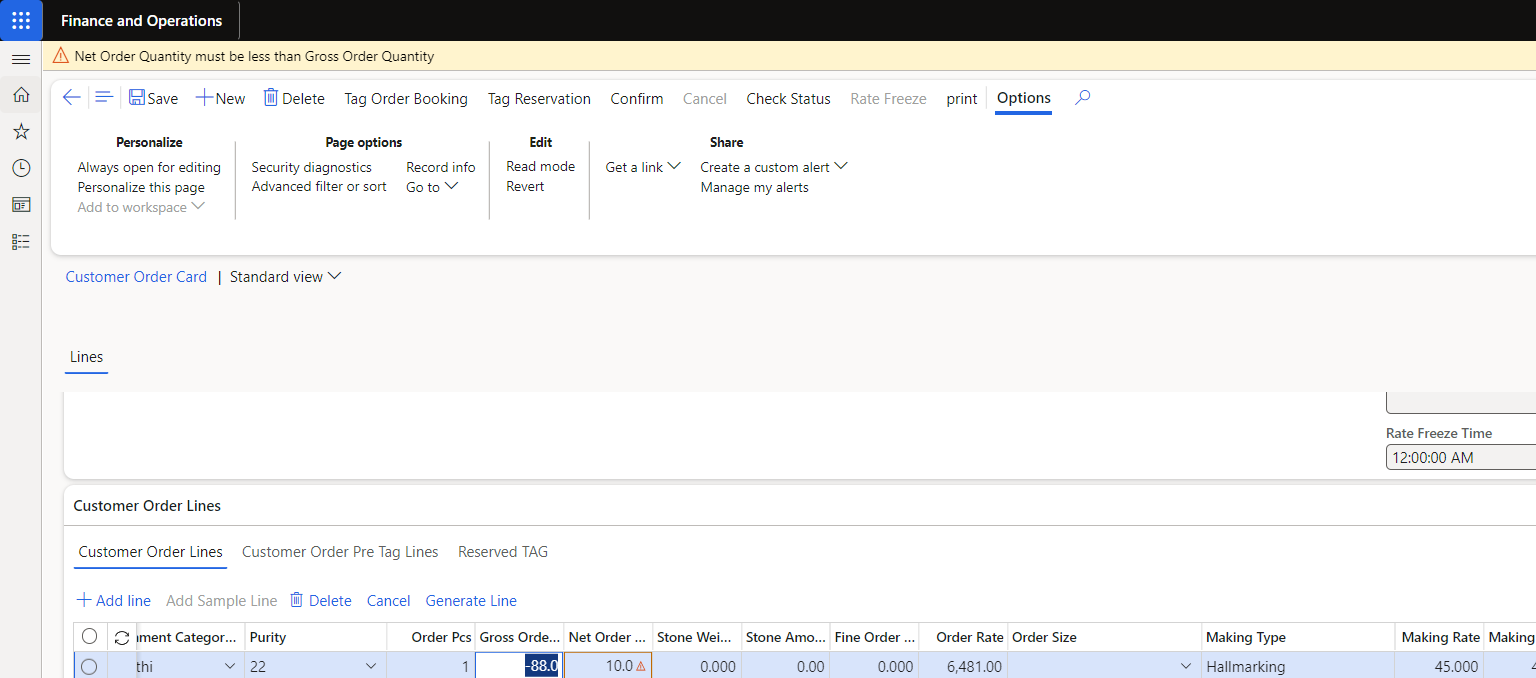 Finance and Operations
Net Order Quantity must be less than Gross Order Quantity
Save New Delete Tag Order Booking Tag Reservation Confirm Cancel Check Status Rate Freeze print Options
Personalize Page options Edit Share
Always open for editing Security diagnostics Record info Read mode Get a link Create a custom alert
Personalize this page Advanced filter or sort Go to Revert Manage my alerts
Add to workspace
Customer Order Card | Standard view
Lines
Rate Freeze Time
12:00:00 AM
Customer Order Lines
Customer Order Lines Customer Order Pre Tag Lines Reserved TAG
Add line Add Sample Line Delete Cancel Generate Line
ment Categor... Purity Order Pcs Gross Orde... Net Order ... Stone Wei... Stone Amo... Fine Order ... Order Rate Order Size Making Type Making Rate Making
thi 22 1 -88.0 10.0 0.000 0.00 0.000 6,481.00 Hallmarking 45.000